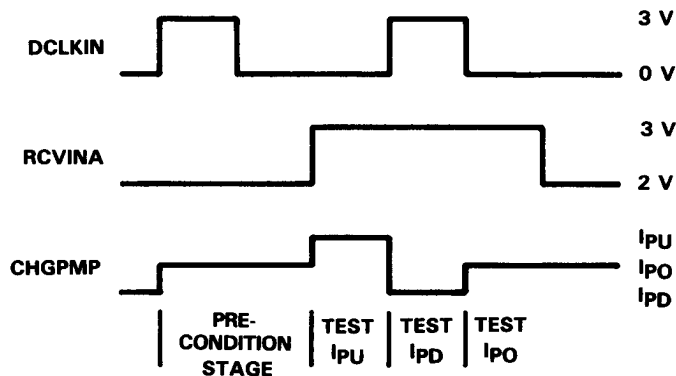 DCLKIN
3 V
0 V
RCVINA
3 V
2 V
CHGPMP
IPU
IPO
IPD
PRE-
CONDITION
STAGE
TEST
IPU
TEST
IPD
TEST
IPO